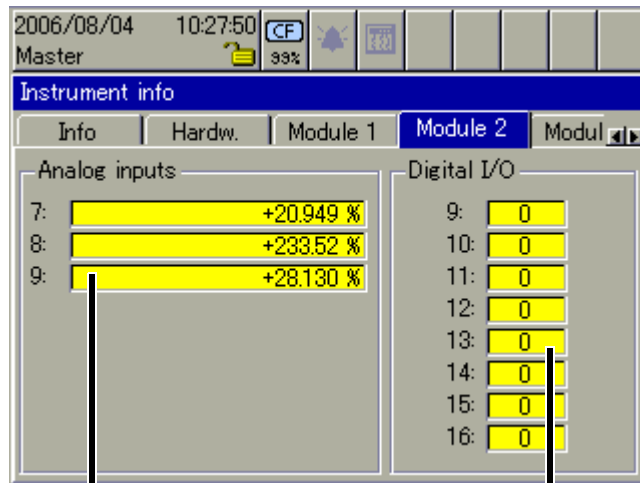 2006/08/04 10:27:50 CF
Master 99%
Instrument info
Info Hardw. Module 1 Module 2 Modul
Analog inputs Digital I/O
7: +20.949 % 9: 0
8: +233.52 % 10: 0
9: +28.130 % 11: 0
12: 0
13: 0
14: 0
15: 0
16: 0